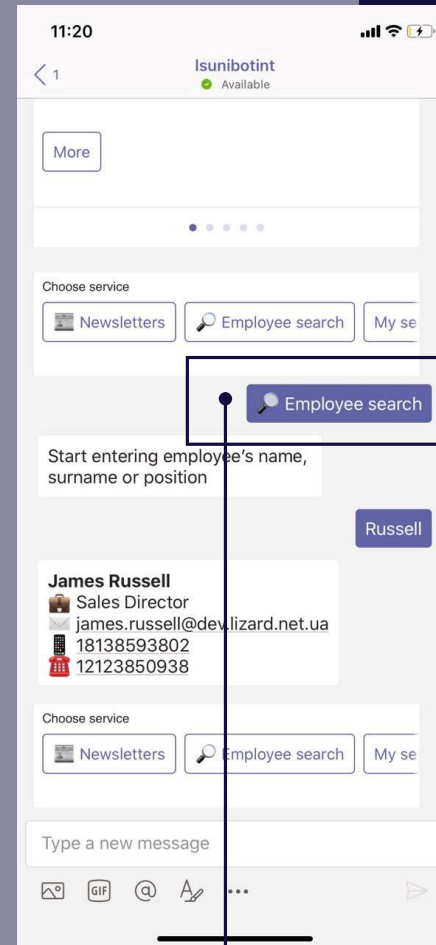 11:20
1
Isunibotint
Available
More
Choose service
Newsletters
Employee search
My se
Employee search
Start entering employee's name,
surname or position
Russell
James Russell
Sales Director
james.russell@dev.lizard.net.ua
18138593802
12123850938
Choose service
Newsletters
Employee search
My se
Type a new message
GIF